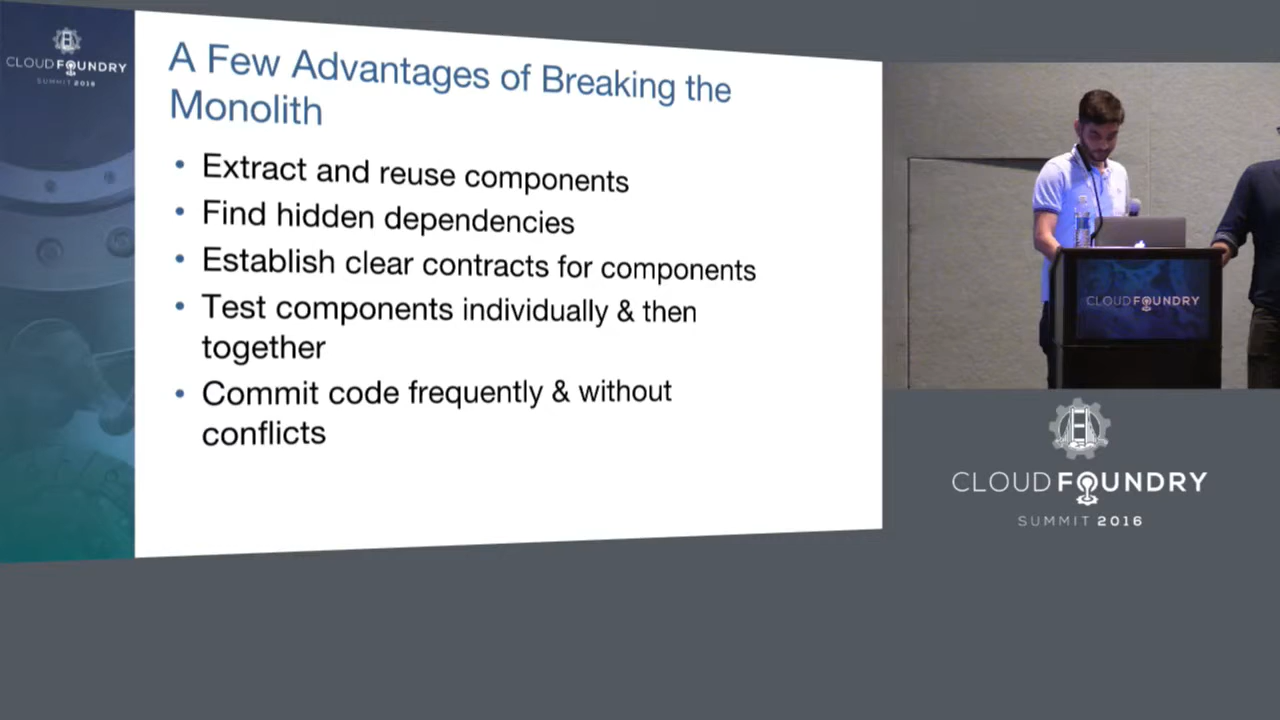 CLOUD FOUNDRY
SUMMIT 2016
A Few Advantages of Breaking the
Monolith
• Extract and reuse components
• Find hidden dependencies
• Establish clear contracts for components
• Test components individually & then
together
• Commit code frequently & without
conflicts
CLOUD FOUNDRY
CLOUD FOUNDRY
SUMMIT 2016